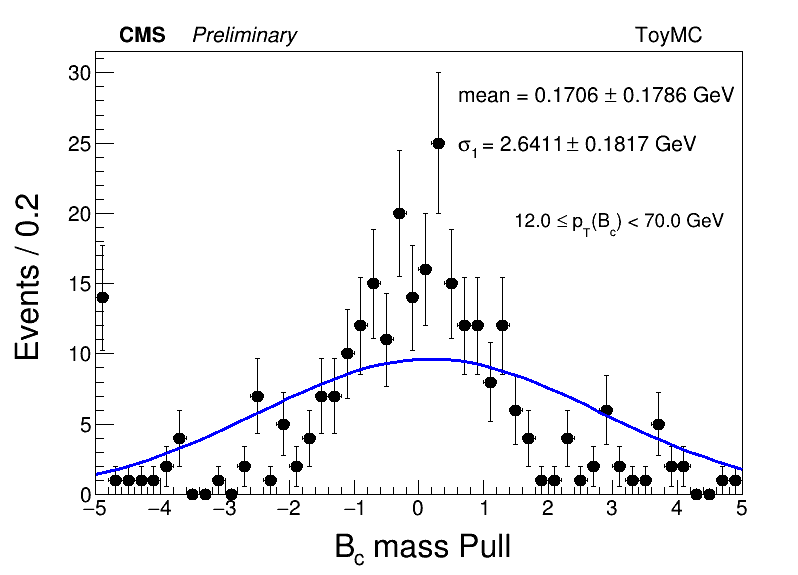 CMS Preliminary ToyMC
mean = 0.1706 ± 0.1786 GeV
σ1 = 2.6411 ± 0.1817 GeV
12.0 ≤ pT(Bc) < 70.0 GeV
Events / 0.2
30
25
20
15
10
5
0
−5 −4 −3 −2 −1 0 1 2 3 4 5
Bc mass Pull